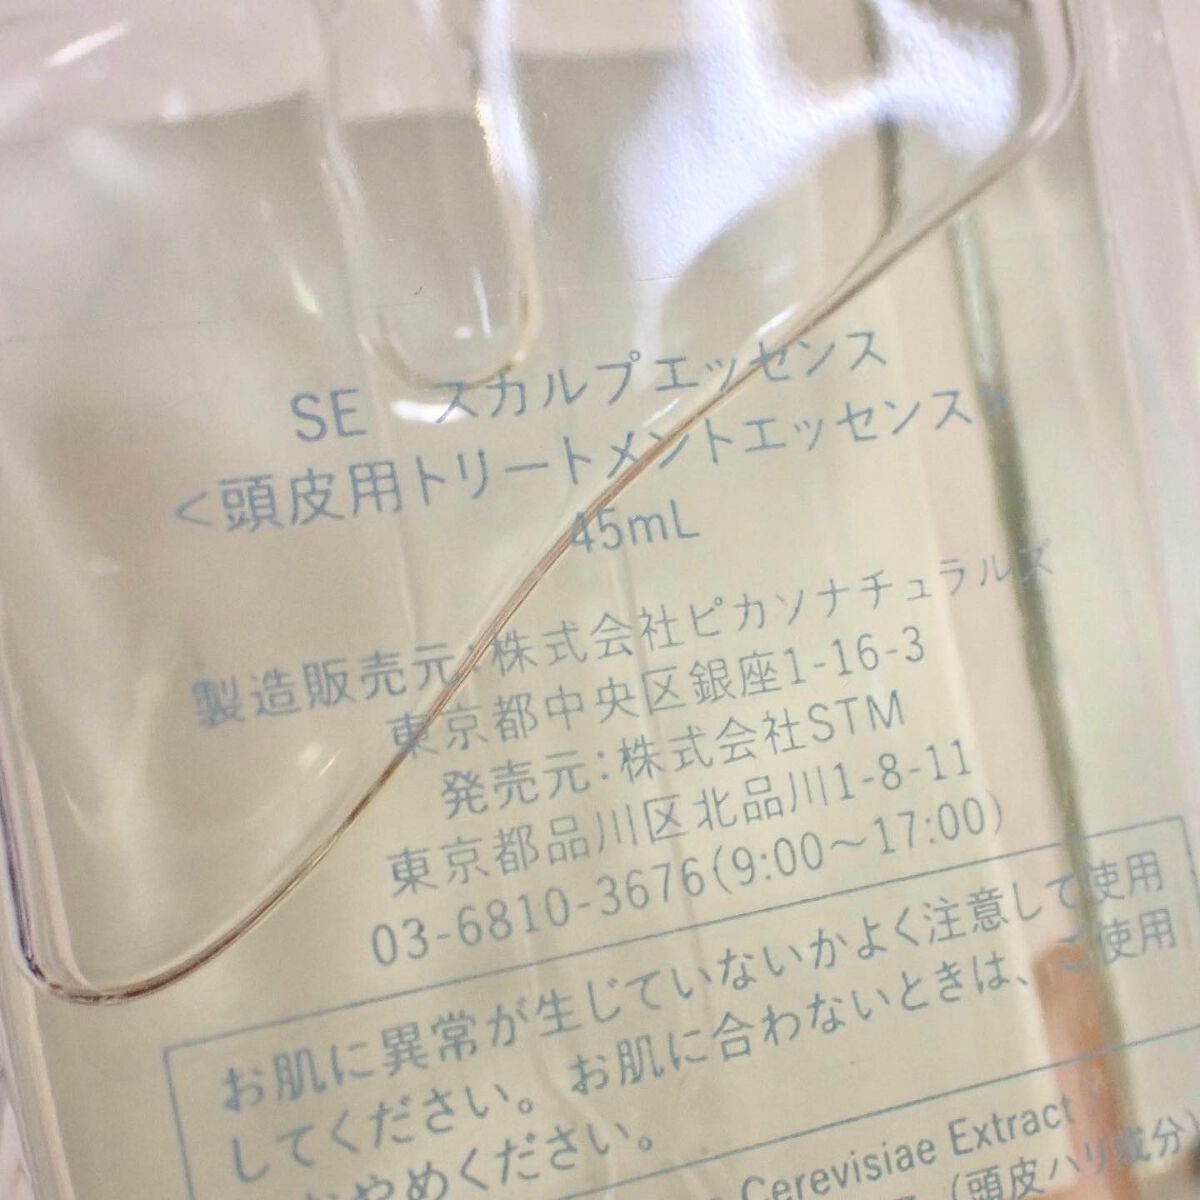 SE　スカルプエッセンス
＜頭皮用トリートメントエッセンス＞
45mL
製造販売元：株式会社ピカソナチュラルズ
東京都中央区銀座1-16-3
発売元：株式会社STM
東京都品川区北品川1-8-11
03-6810-3676(9:00～17:00)
お肌に異常が生じていないかよく注意して使用
してください。お肌に合わないときは、ご使用
おやめください。
Cerevisiae Extract
（頭皮ハリ成分）